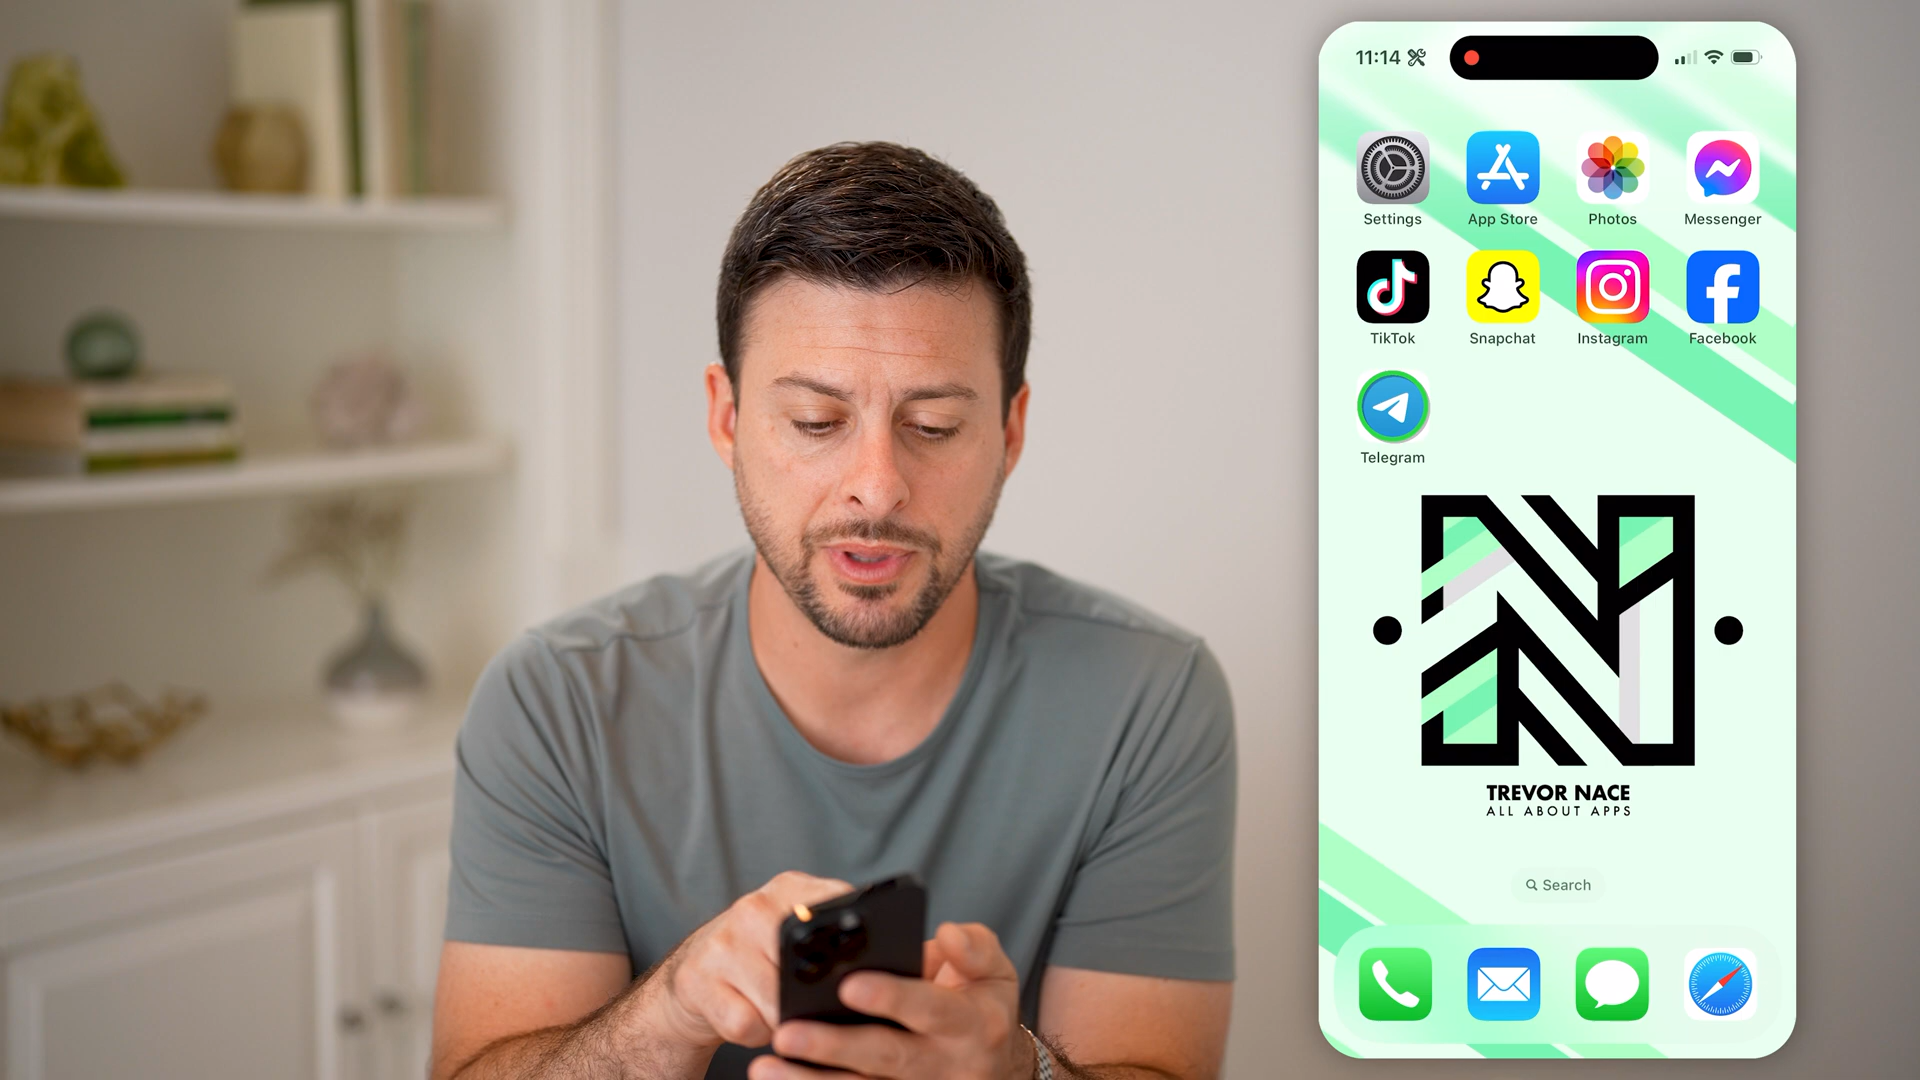 11:14
Settings App Store Photos Messenger
TikTok Snapchat Instagram Facebook
Telegram
TREVOR NACE
ALL ABOUT APPS
Search